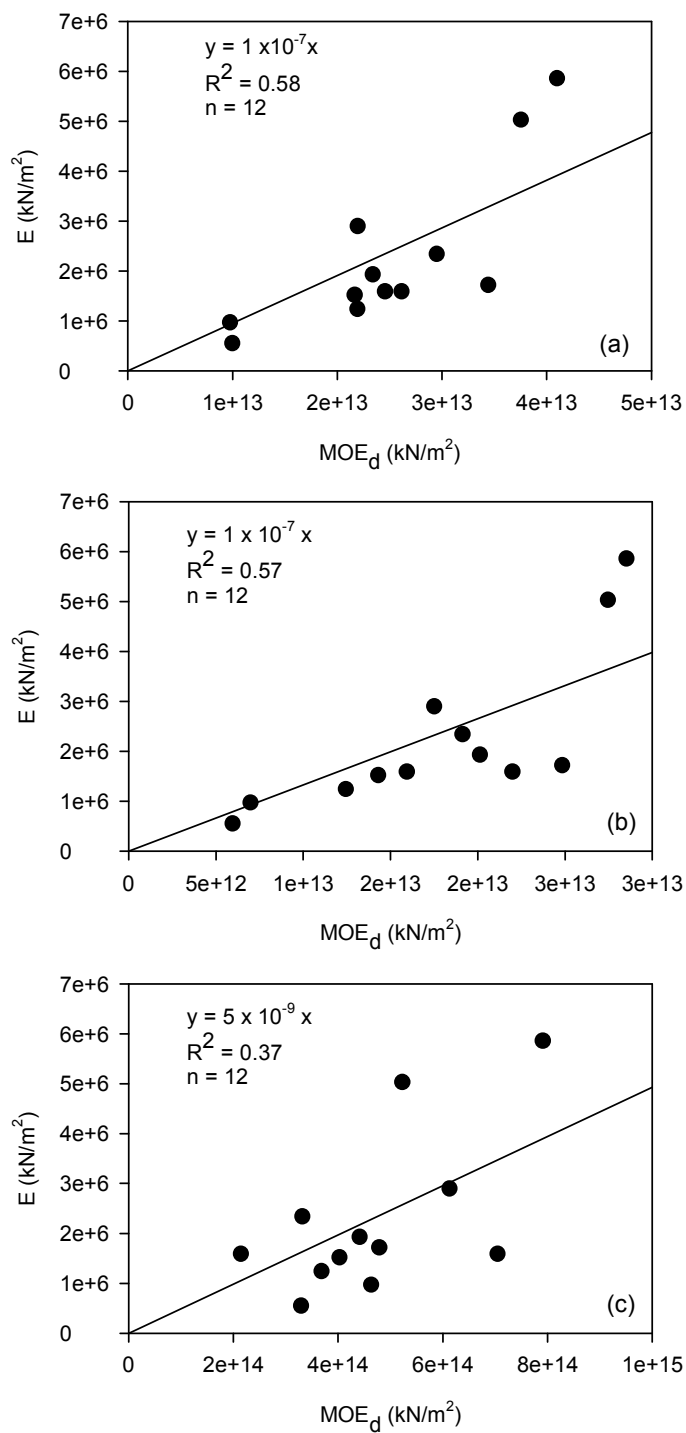 7e+6
y = 1 x10-7x
R2 = 0.58
n = 12
6e+6
5e+6
4e+6
3e+6
2e+6
1e+6
0
E (kN/m2)
(a)
0 1e+13 2e+13 3e+13 4e+13 5e+13
MOEd (kN/m2)
7e+6
y = 1 x 10-7 x
R2 = 0.57
n = 12
6e+6
5e+6
4e+6
3e+6
2e+6
1e+6
0
E (kN/m2)
(b)
0 5e+12 1e+13 2e+13 2e+13 3e+13 3e+13
MOEd (kN/m2)
7e+6
y = 5 x 10-9 x
R2 = 0.37
n = 12
6e+6
5e+6
4e+6
3e+6
2e+6
1e+6
0
E (kN/m2)
(c)
0 2e+14 4e+14 6e+14 8e+14 1e+15
MOEd (kN/m2)